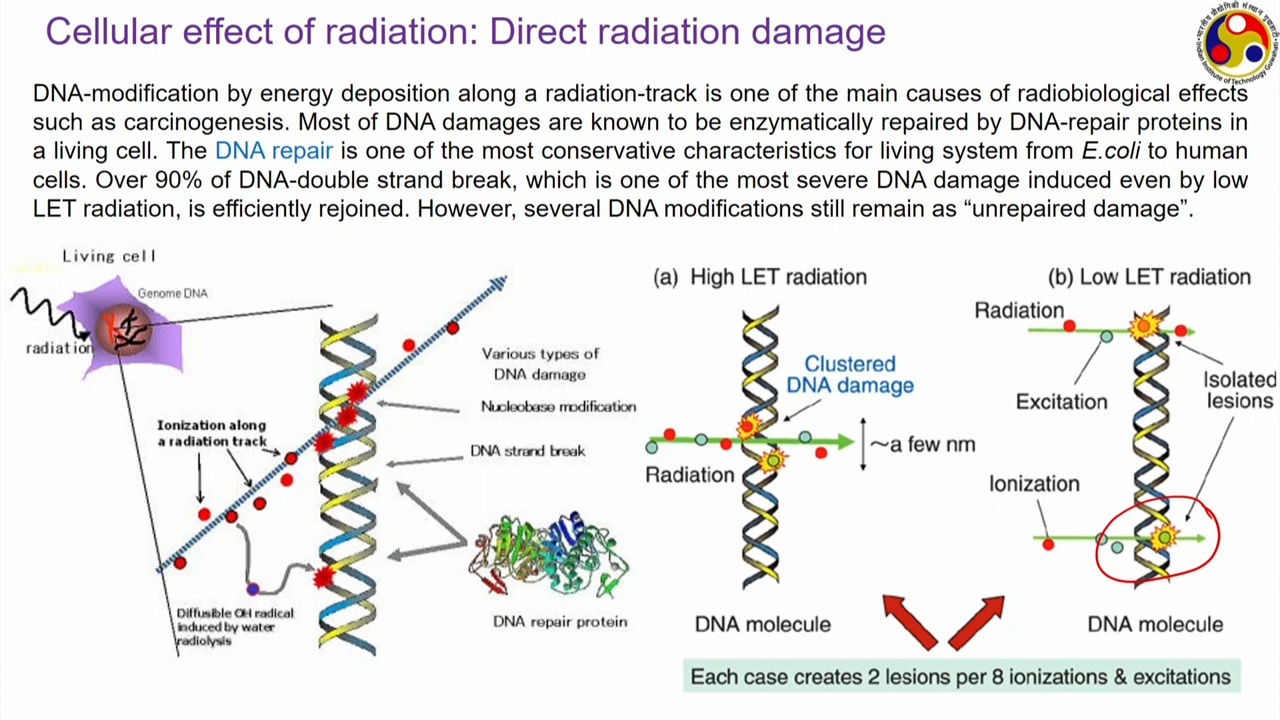 Cellular effect of radiation: Direct radiation damage
DNA-modification by energy deposition along a radiation-track is one of the main causes of radiobiological effects
such as carcinogenesis. Most of DNA damages are known to be enzymatically repaired by DNA-repair proteins in
a living cell. The DNA repair is one of the most conservative characteristics for living system from E.coli to human
cells. Over 90% of DNA-double strand break, which is one of the most severe DNA damage induced even by low
LET radiation, is efficiently rejoined. However, several DNA modifications still remain as “unrepaired damage”.
Living cell
Genome DNA
radiation
Ionization along
a radiation track
Diffusible OH radical
induced by water
radiolysis
Various types of
DNA damage
Nucleobase modification
DNA strand break
DNA repair protein
(a) High LET radiation
Clustered
DNA damage
~a few nm
Radiation
DNA molecule
(b) Low LET radiation
Radiation
Excitation
Isolated
lesions
Ionization
DNA molecule
Each case creates 2 lesions per 8 ionizations & excitations